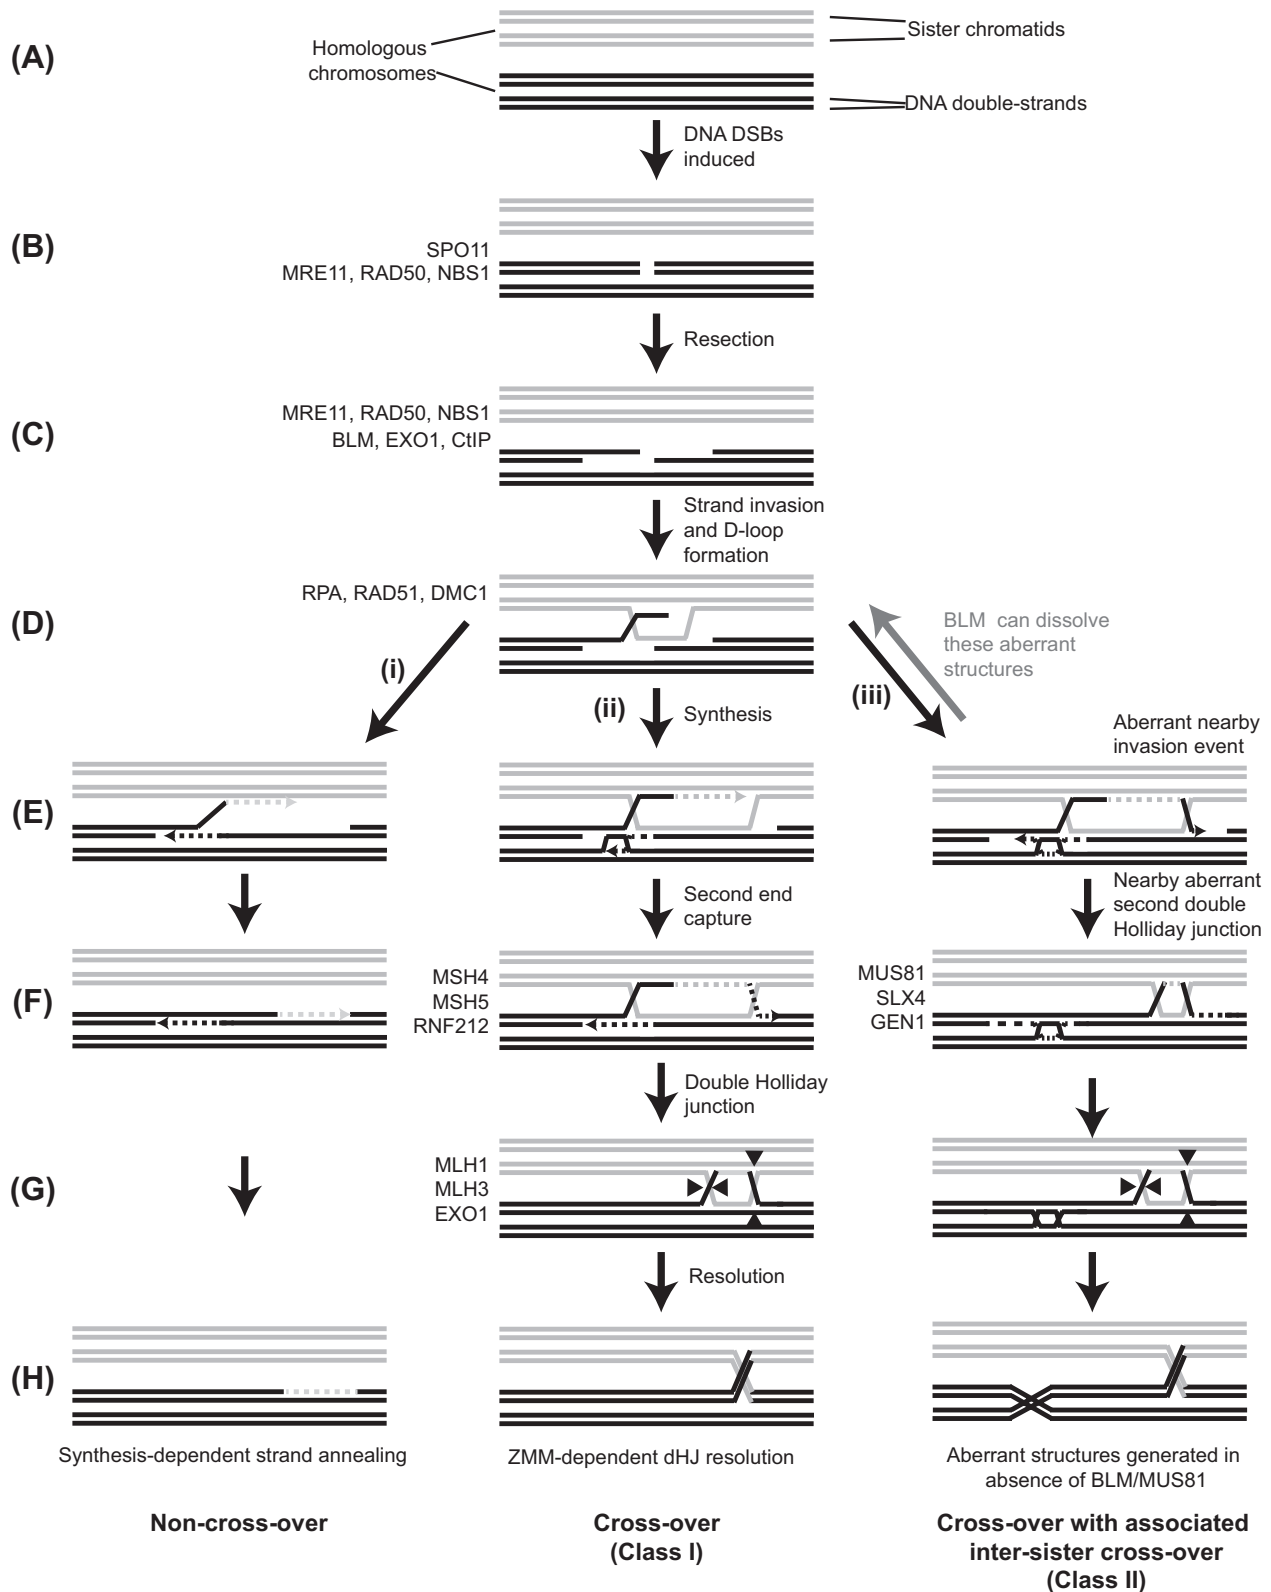 (A)
Homologous
chromosomes
Sister chromatids
DNA double-strands
DNA DSBs
induced
(B)
SPO11
MRE11, RAD50, NBS1
Resection
(C)
MRE11, RAD50, NBS1
BLM, EXO1, CtIP
Strand invasion
and D-loop
formation
(D)
RPA, RAD51, DMC1
BLM can dissolve
these aberrant
structures
(i)
(ii)
Synthesis
(iii)
Aberrant nearby
invasion event
(E)
Second end
capture
Nearby aberrant
second double
Holliday junction
(F)
MSH4
MSH5
RNF212
MUS81
SLX4
GEN1
Double Holliday
junction
(G)
MLH1
MLH3
EXO1
Resolution
(H)
Synthesis-dependent strand annealing
ZMM-dependent dHJ resolution
Aberrant structures generated in
absence of BLM/MUS81
Non-cross-over
Cross-over
(Class I)
Cross-over with associated
inter-sister cross-over
(Class II)